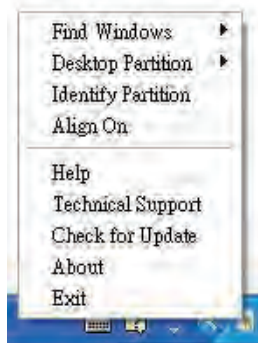 Find Windows
Desktop Partition
Identify Partition
Align On
Help
Technical Support
Check for Update
About
Exit